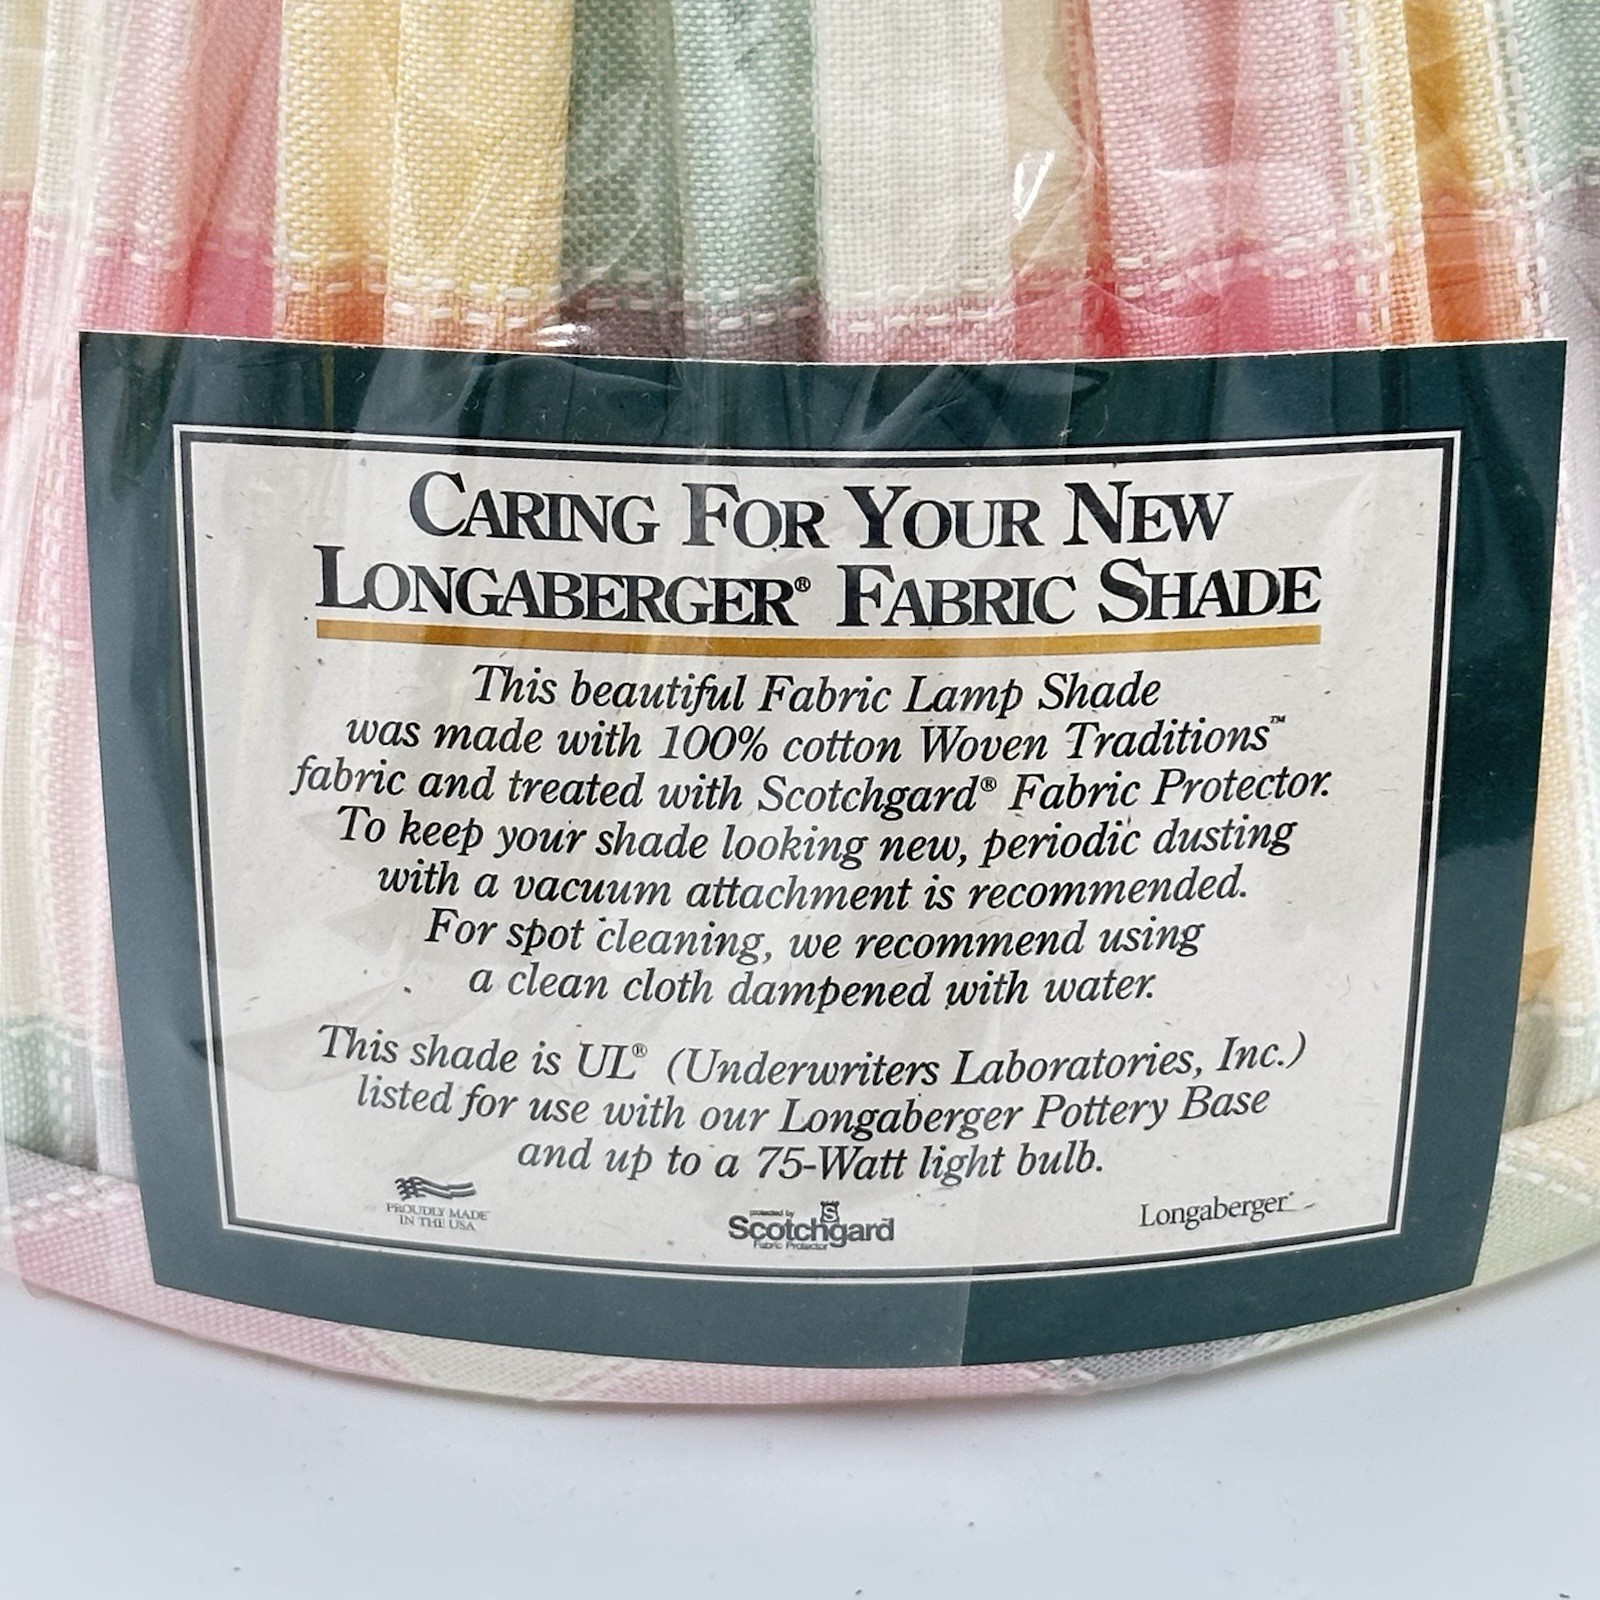 CARING FOR YOUR NEW
LONGABERGER® FABRIC SHADE
This beautiful Fabric Lamp Shade
was made with 100% cotton Woven Traditions™
fabric and treated with Scotchgard® Fabric Protector.
To keep your shade looking new, periodic dusting
with a vacuum attachment is recommended.
For spot cleaning, we recommend using
a clean cloth dampened with water.
This shade is UL® (Underwriters Laboratories, Inc.)
listed for use with our Longaberger Pottery Base
and up to a 75-Watt light bulb.
PROUDLY MADE
IN THE USA
protected by
S
Scotchgard
Fabric Protector
Longaberger